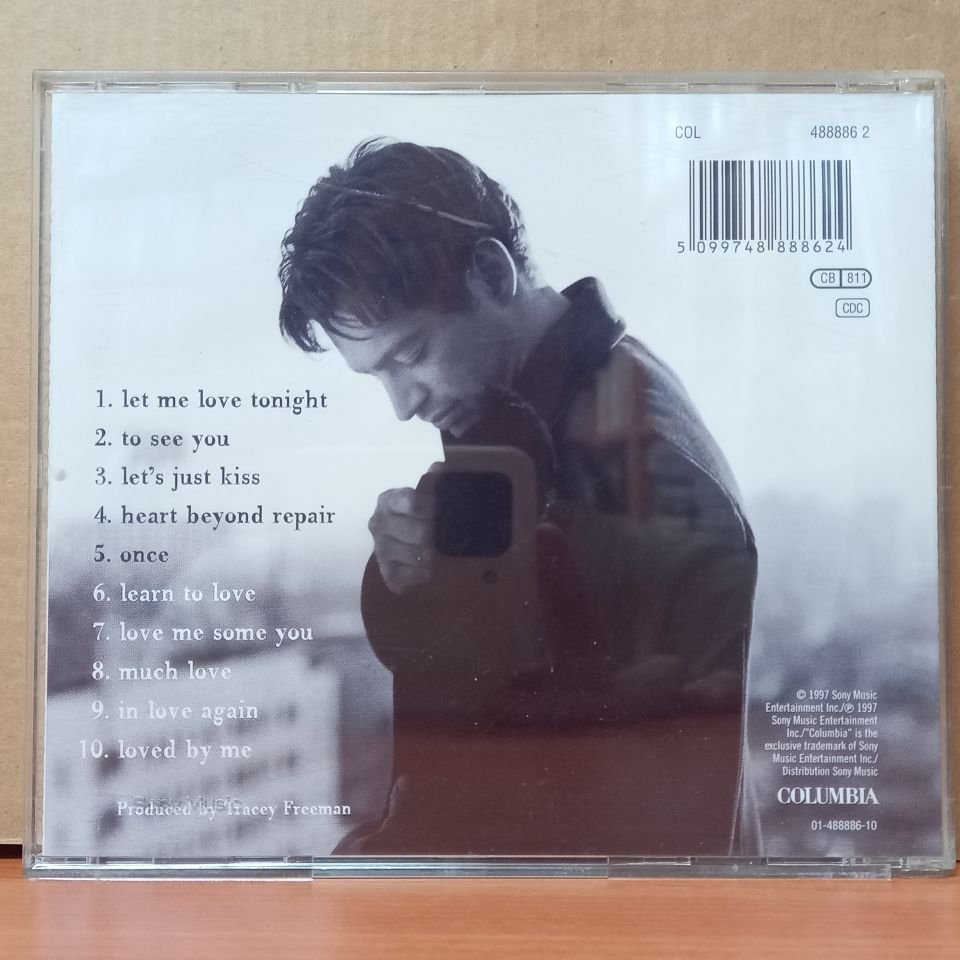 COL 488886 2
5 099748 888624
CB 811
CDC
1. let me love tonight
2. to see you
3. let's just kiss
4. heart beyond repair
5. once
6. learn to love
7. love me some you
8. much love
9. in love again
10. loved by me
Produced by Tracey Freeman
© 1997 Sony Music
Entertainment Inc./℗ 1997
Sony Music Entertainment
Inc./"Columbia" is the
exclusive trademark of Sony
Music Entertainment Inc./
Distribution Sony Music
COLUMBIA
01-488886-10